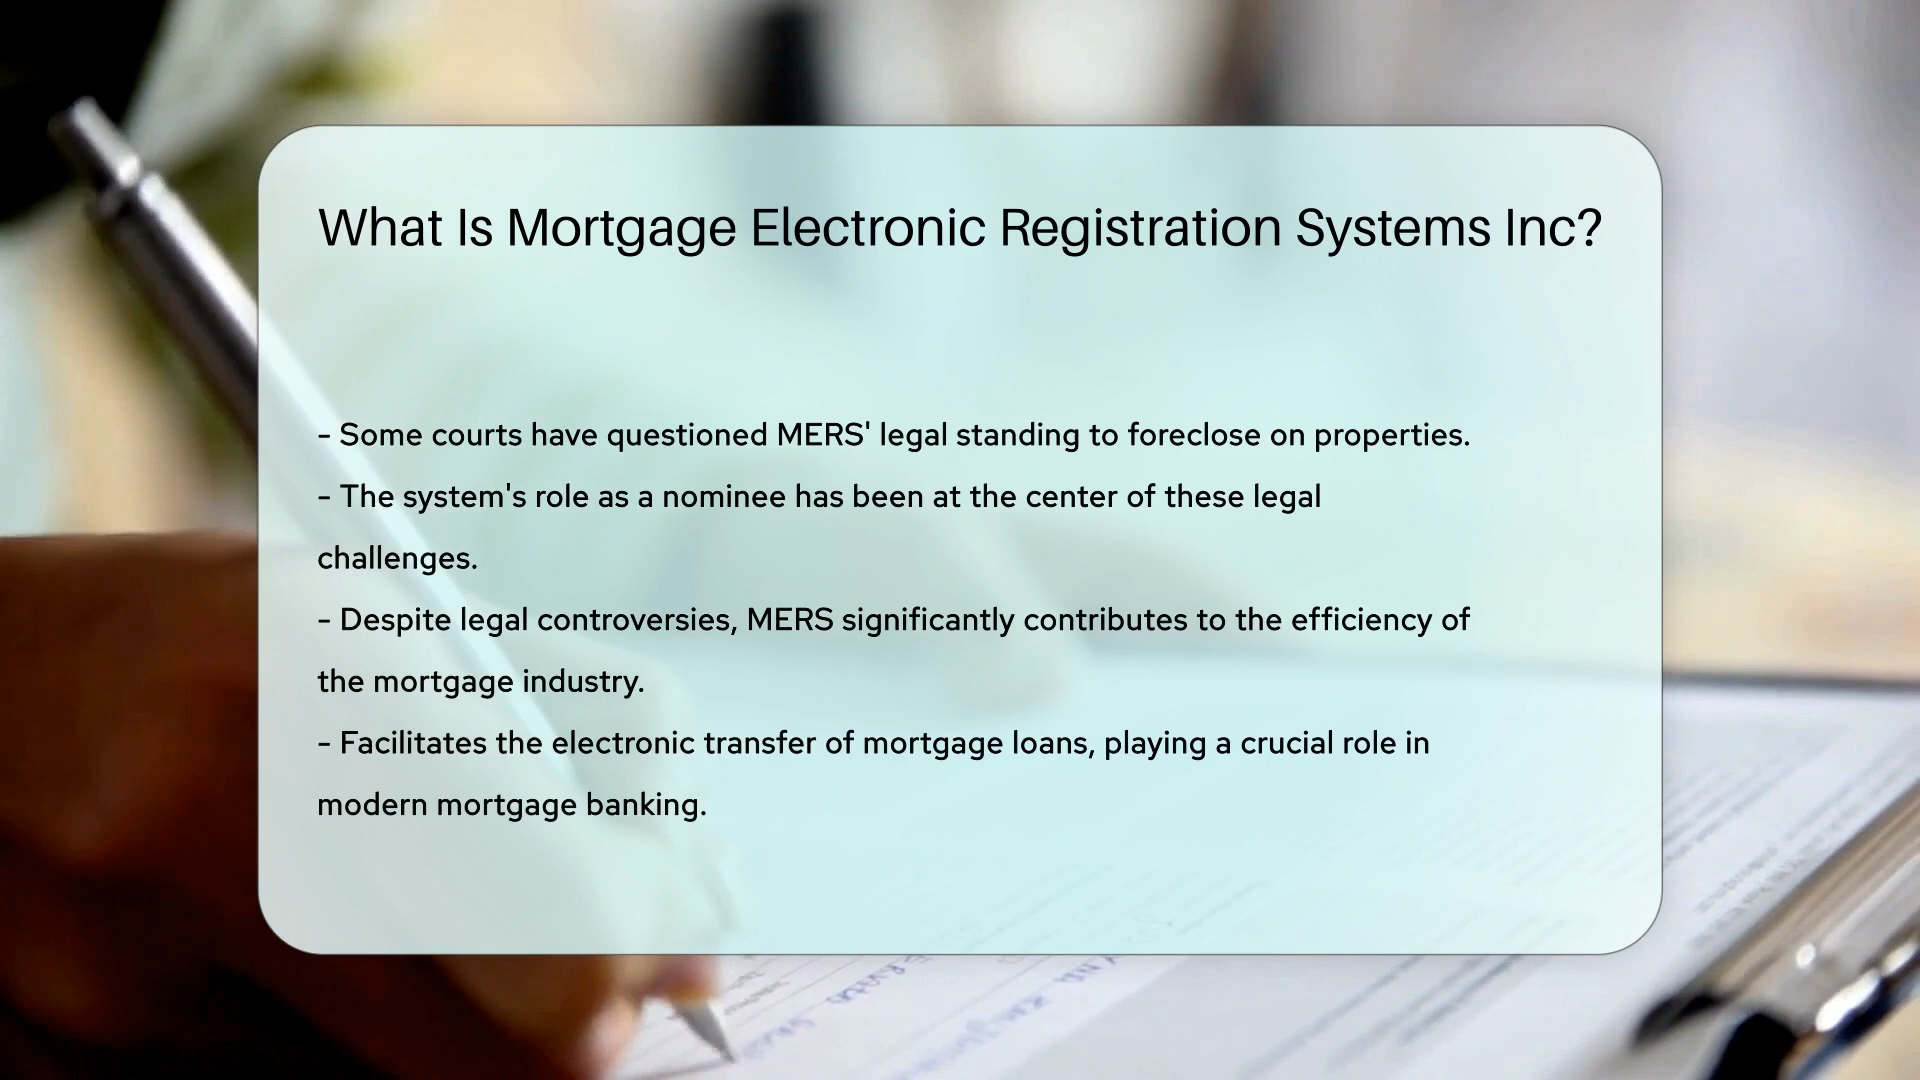 What Is Mortgage Electronic Registration Systems Inc?
– Some courts have questioned MERS' legal standing to foreclose on properties.
– The system's role as a nominee has been at the center of these legal
challenges.
– Despite legal controversies, MERS significantly contributes to the efficiency of
the mortgage industry.
– Facilitates the electronic transfer of mortgage loans, playing a crucial role in
modern mortgage banking.